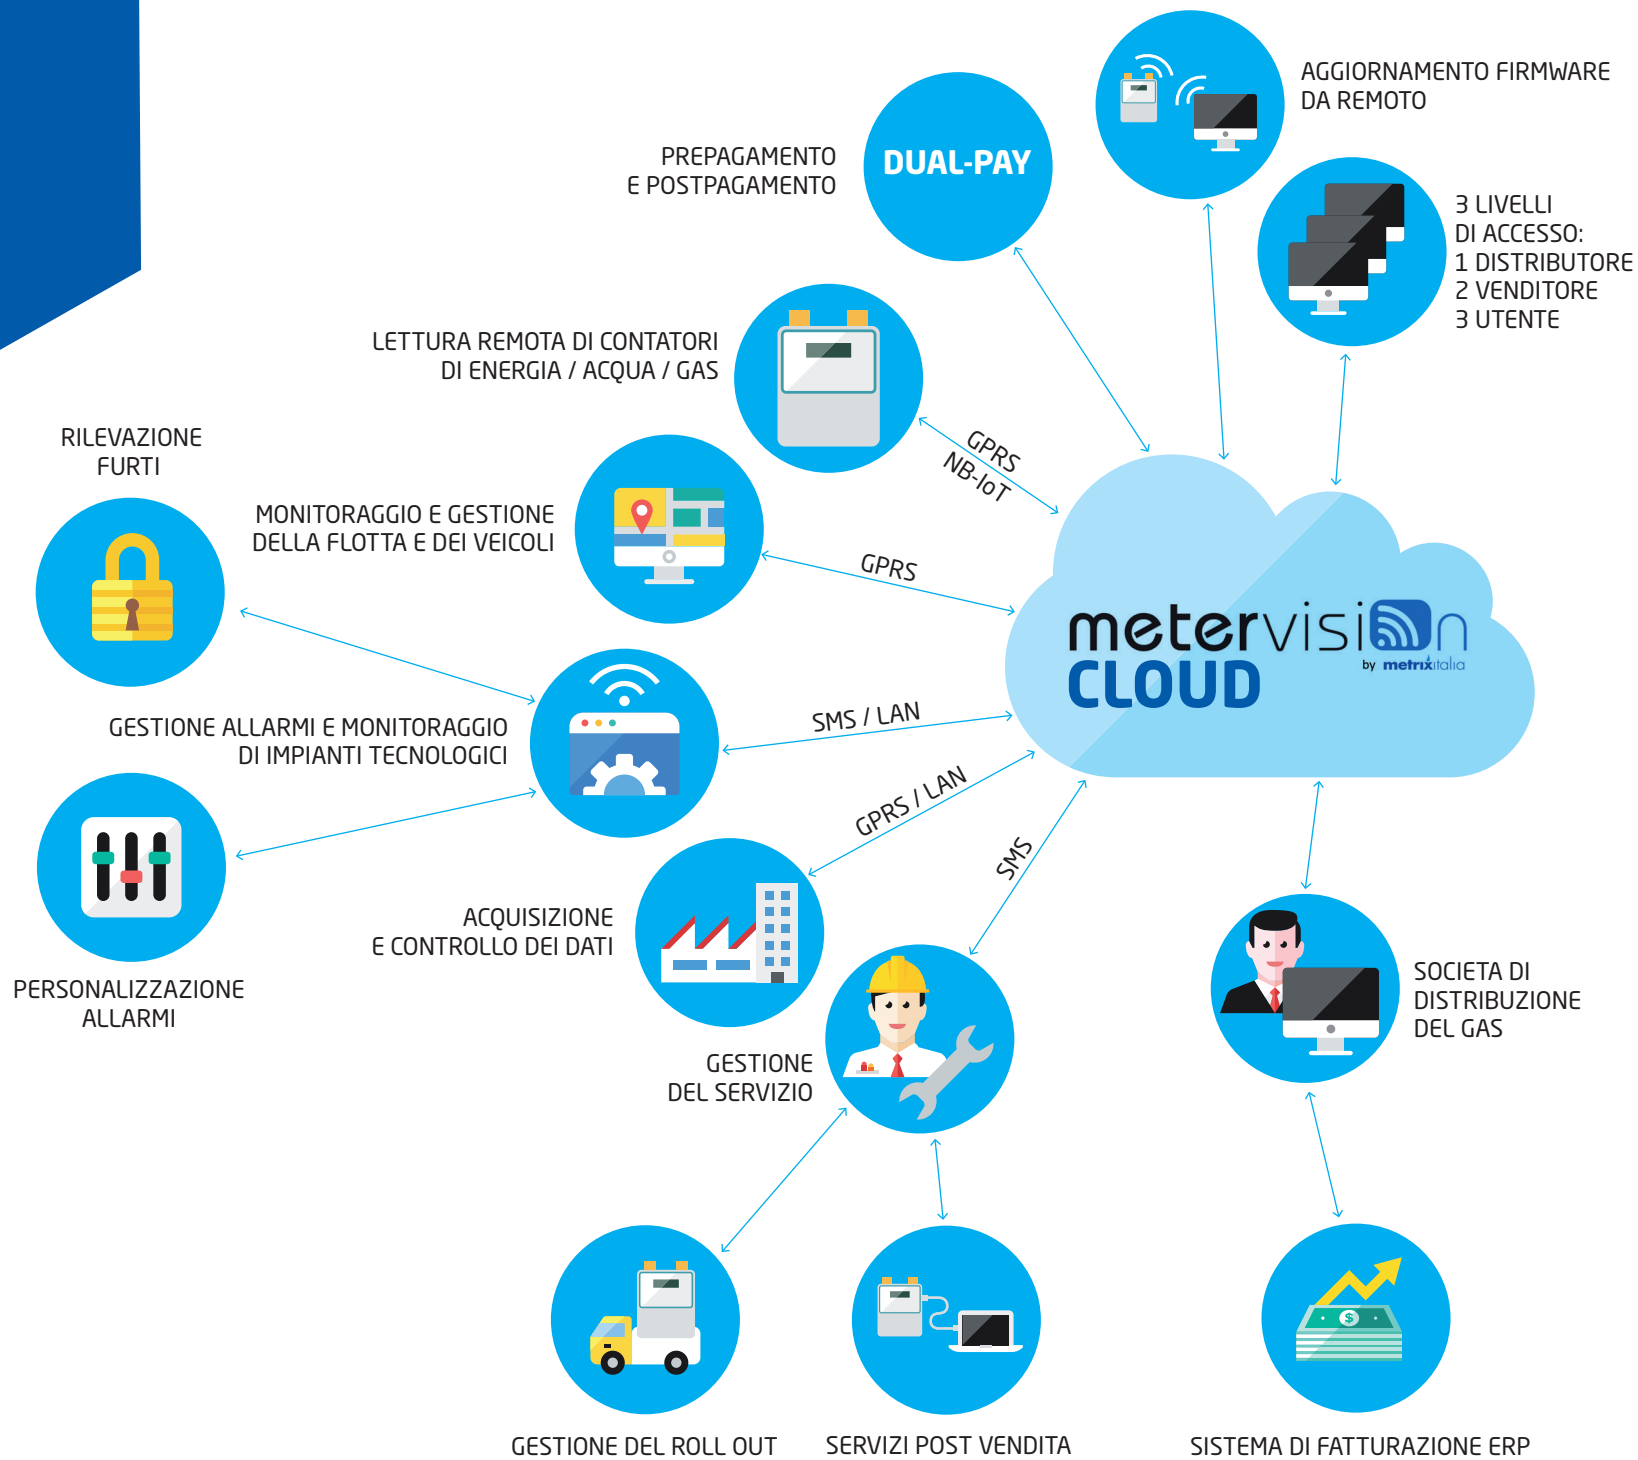 AGGIORNAMENTO FIRMWARE
DA REMOTO
PREPAGAMENTO
E POSTPAGAMENTO
DUAL-PAY
3 LIVELLI
DI ACCESSO:
1 DISTRIBUTORE
2 VENDITORE
3 UTENTE
LETTURA REMOTA DI CONTATORI
DI ENERGIA / ACQUA / GAS
GPRS
NB-IoT
RILEVAZIONE
FURTI
MONITORAGGIO E GESTIONE
DELLA FLOTTA E DEI VEICOLI
GPRS
metervision
by metrixitalia
CLOUD
GESTIONE ALLARMI E MONITORAGGIO
DI IMPIANTI TECNOLOGICI
SMS / LAN
GPRS / LAN
SMS
ACQUISIZIONE
E CONTROLLO DEI DATI
PERSONALIZZAZIONE
ALLARMI
SOCIETA DI
DISTRIBUZIONE
DEL GAS
GESTIONE
DEL SERVIZIO
$
GESTIONE DEL ROLL OUT
SERVIZI POST VENDITA
SISTEMA DI FATTURAZIONE ERP